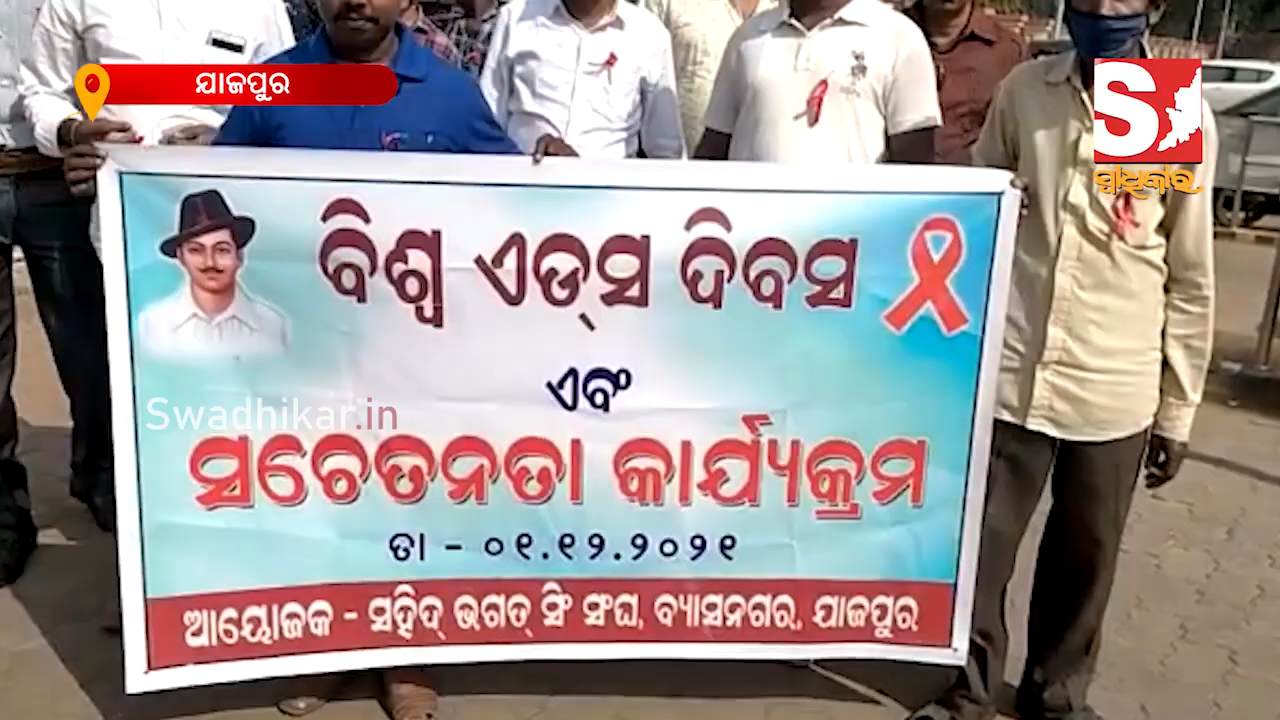 ଯାଜପୁର
S
ସ୍ୱାଧିକାର
ବିଶ୍ୱ ଏଡ୍‌ସ ଦିବସ
ଏବଂ
Swadhikar.in
ସଚେତନତା କାର୍ଯ୍ୟକ୍ରମ
ତା - ୦୧.୧୨.୨୦୨୧
ଆୟୋଜକ - ସହିଦ୍ ଭଗତ୍ ସିଂ ସଂଘ, ବ୍ୟାସନଗର, ଯାଜପୁର